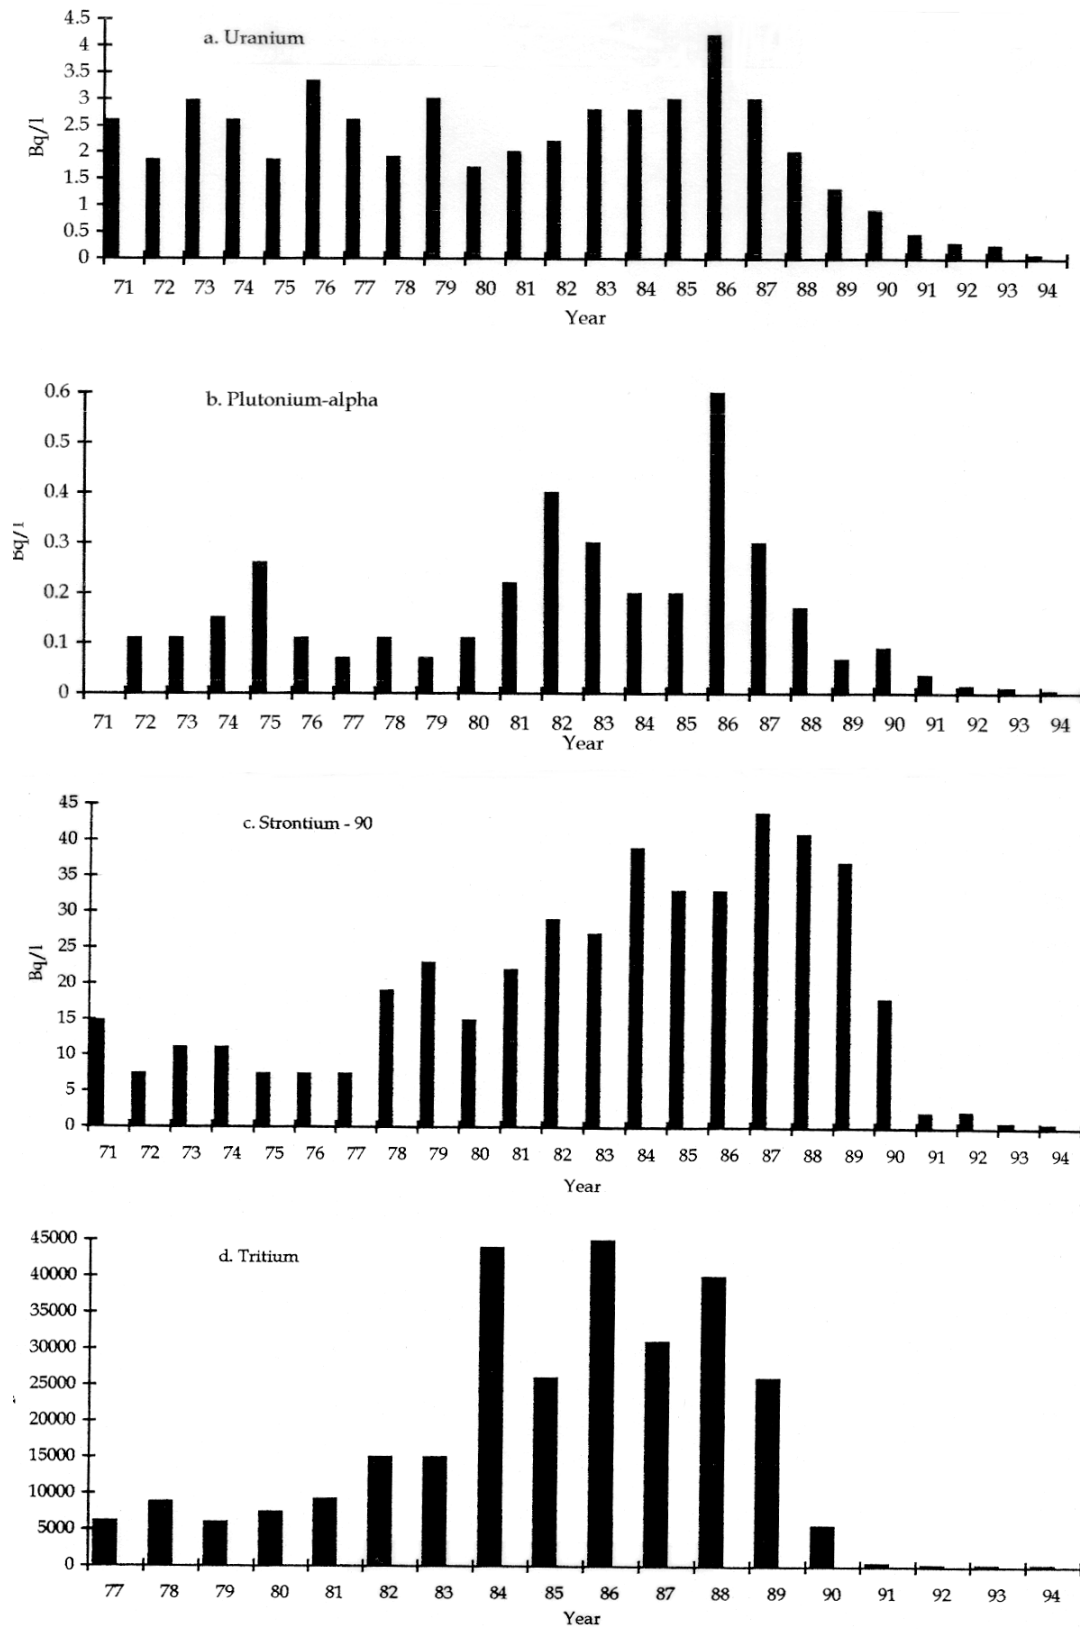 a. Uranium
4.5
4
3.5
3
2.5
2
1.5
1
0.5
0
Bq/l
71 72 73 74 75 76 77 78 79 80 81 82 83 84 85 86 87 88 89 90 91 92 93 94
Year
b. Plutonium-alpha
0.6
0.5
0.4
0.3
0.2
0.1
0
Bq/l
71 72 73 74 75 76 77 78 79 80 81 82 83 84 85 86 87 88 89 90 91 92 93 94
Year
c. Strontium - 90
45
40
35
30
25
20
15
10
5
0
Bq/l
71 72 73 74 75 76 77 78 79 80 81 82 83 84 85 86 87 88 89 90 91 92 93 94
Year
d. Tritium
45000
40000
35000
30000
25000
20000
15000
10000
5000
0
77 78 79 80 81 82 83 84 85 86 87 88 89 90 91 92 93 94
Year